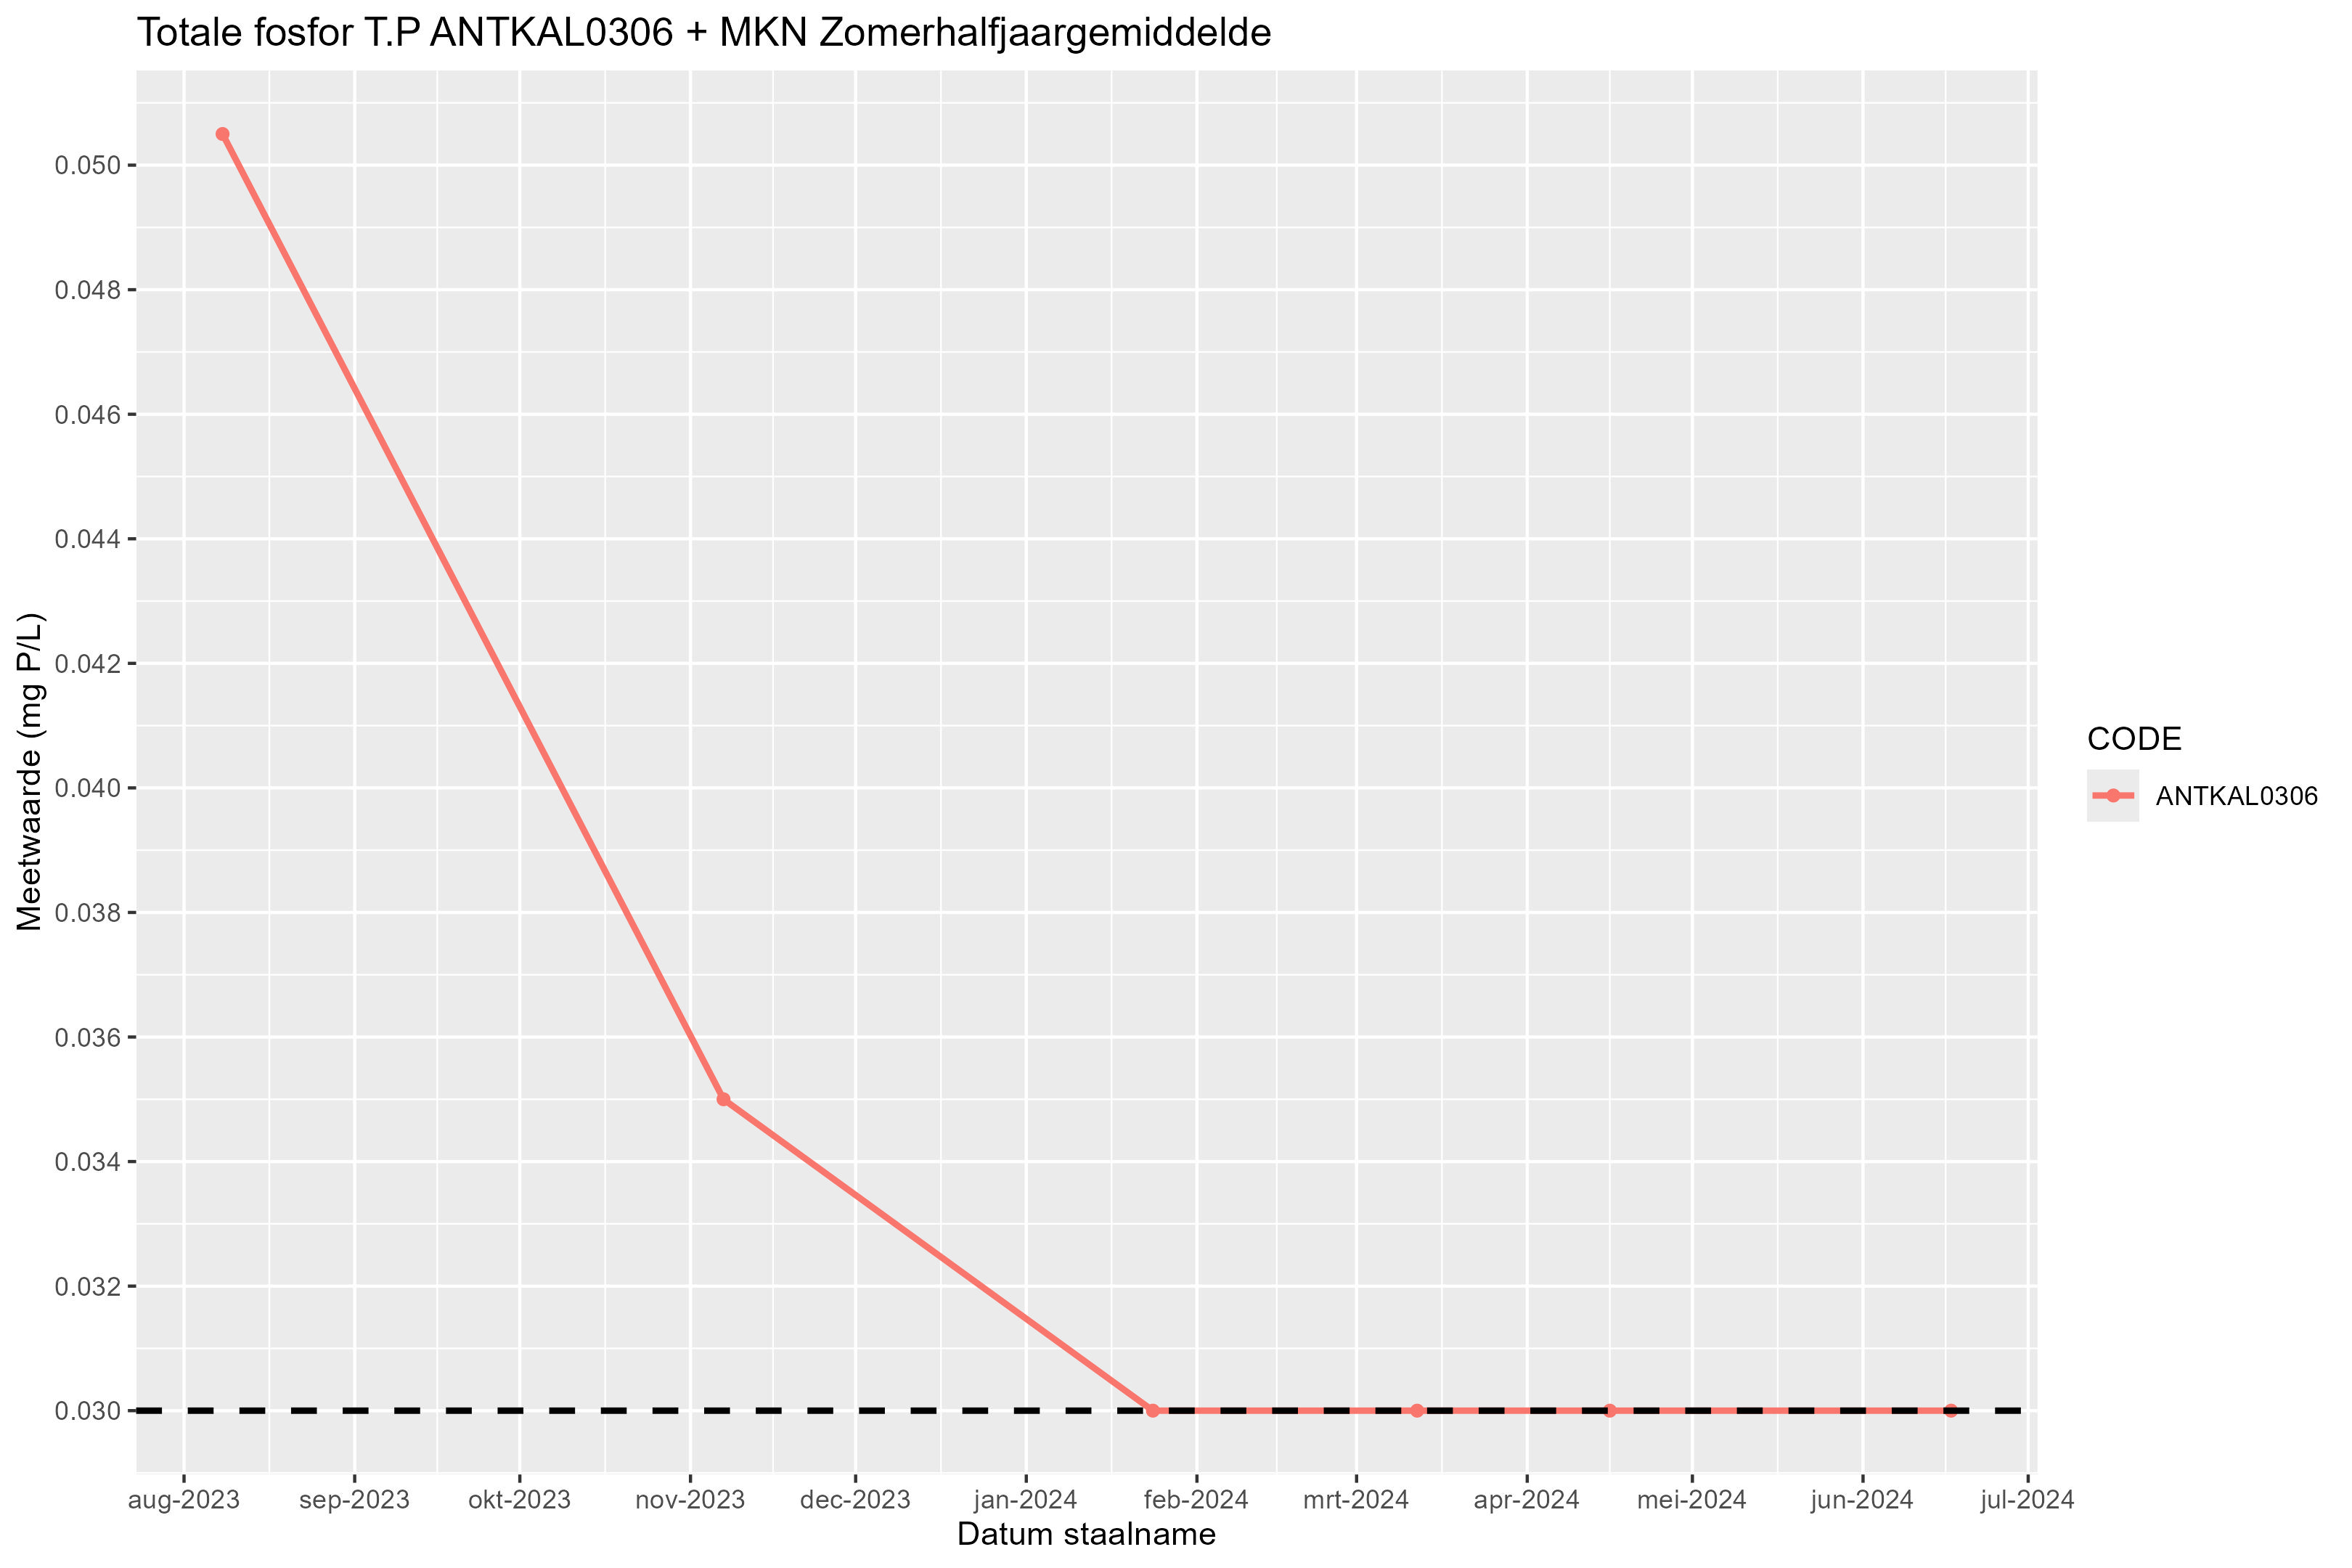 Totale fosfor T.P ANTKAL0306 + MKN Zomerhalfjaargemiddelde
Meetwaarde (mg P/L)
0.050
0.048
0.046
0.044
0.042
0.040
0.038
0.036
0.034
0.032
0.030
aug-2023 sep-2023 okt-2023 nov-2023 dec-2023 jan-2024 feb-2024 mrt-2024 apr-2024 mei-2024 jun-2024 jul-2024
Datum staalname
CODE
ANTKAL0306